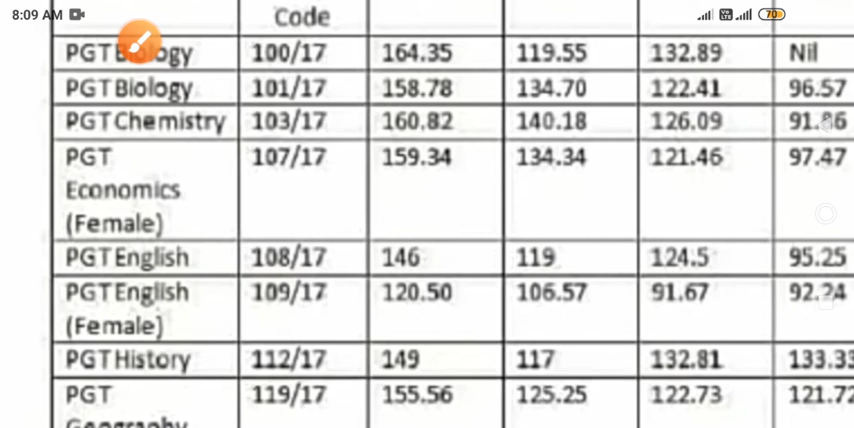 8:09 AM 70
Code
PGT Biology 100/17 164.35 119.55 132.89 Nil
PGT Biology 101/17 158.78 134.70 122.41 96.57
PGT Chemistry 103/17 160.82 140.18 126.09
PGT 107/17 159.34 134.34 121.46 97.47
Economics
(Female)
PGT English 108/17 146 119 124.5 95.25
PGT English 109/17 120.50 106.57 91.67 92.24
(Female)
PGT History 112/17 149 117 132.81 133.33
PGT 119/17 155.56 125.25 122.73 121.72
Geography